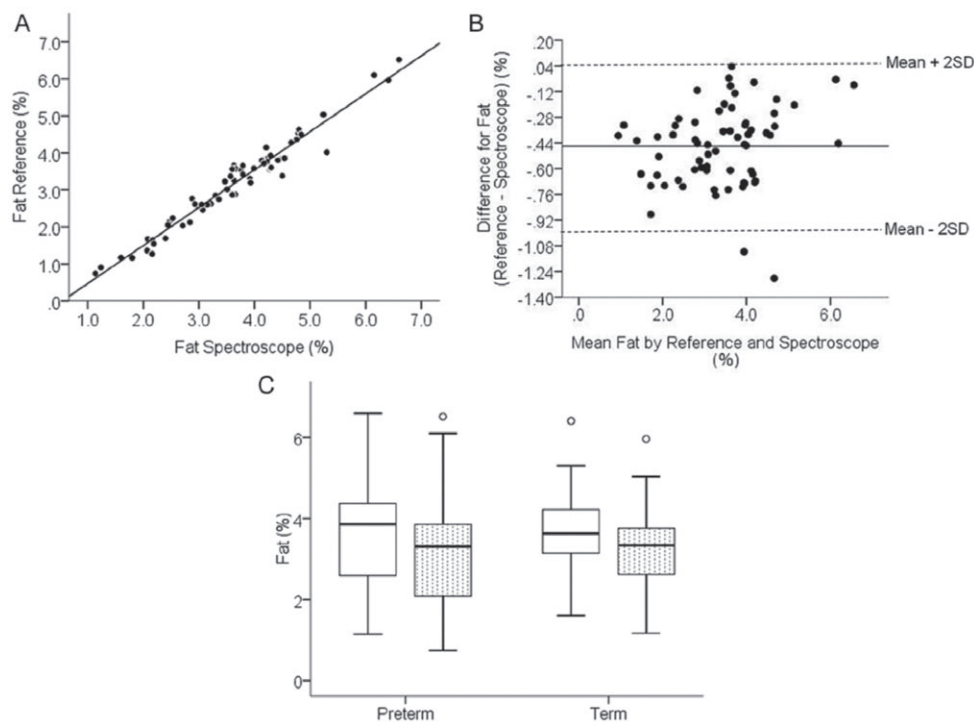 A
Fat Reference (%)
7.0
6.0
5.0
4.0
3.0
2.0
1.0
.0
1.0 2.0 3.0 4.0 5.0 6.0 7.0
Fat Spectroscope (%)
B
Difference for Fat
(Reference - Spectroscope) (%)
.20
.04
-.12
-.28
-.44
-.60
-.76
-.92
-1.08
-1.24
-1.40
Mean + 2SD
Mean - 2SD
.0 2.0 4.0 6.0
Mean Fat by Reference and Spectroscope
(%)
C
Fat (%)
6
4
2
0
Preterm Term